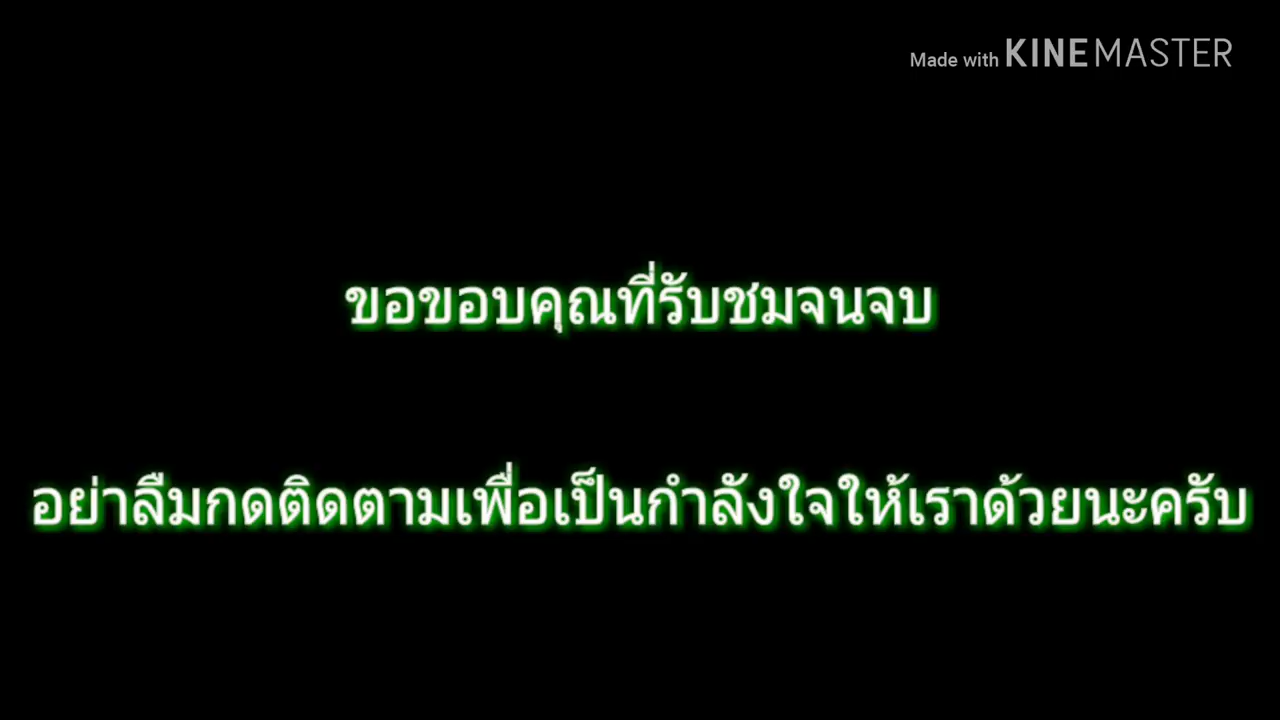 Made with KINEMASTER
ขอขอบคุณที่รับชมจนจบ
อย่าลืมกดติดตามเพื่อเป็นกำลังใจให้เราด้วยนะครับ